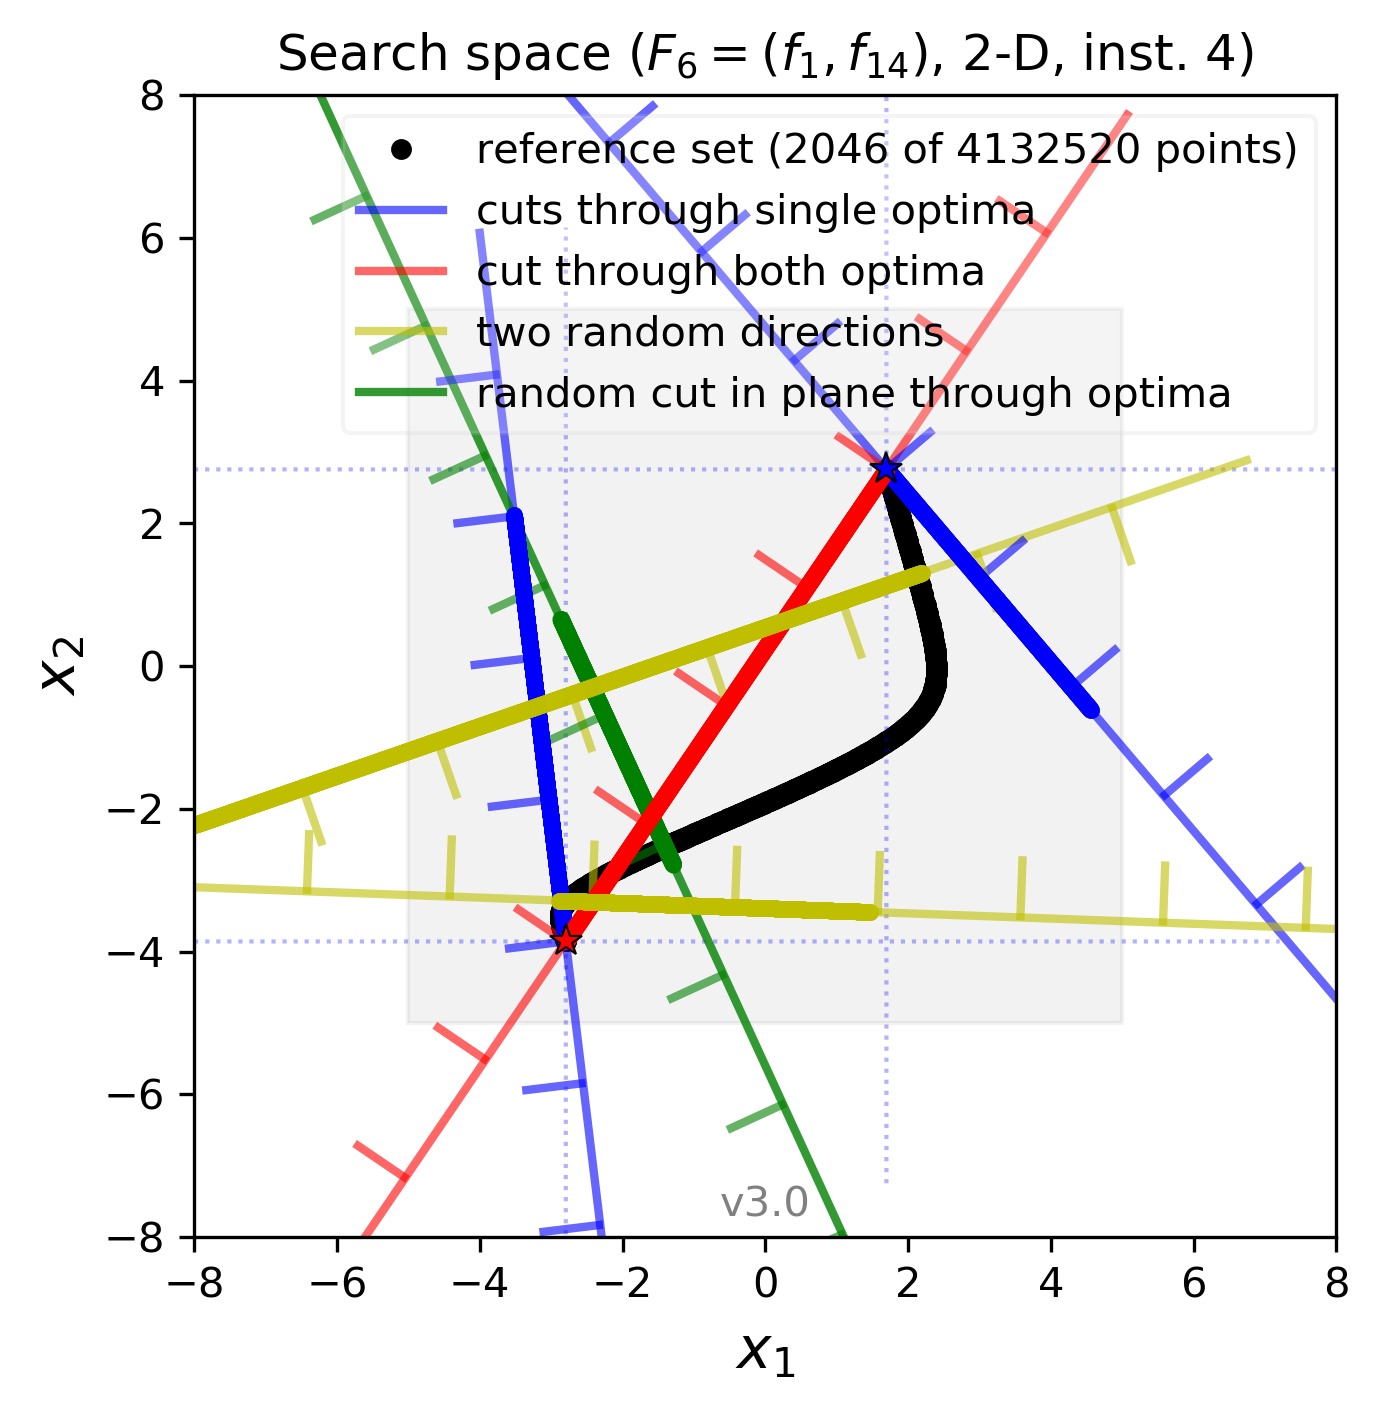 Search space (F₆ = (f₁, f₁₄), 2-D, inst. 4)
8
6
4
2
0
−2
−4
−6
−8
x₂
reference set (2046 of 4132520 points)
cuts through single optima
cut through both optima
two random directions
random cut in plane through optima
v3.0
−8
−6
−4
−2
0
2
4
6
8
x₁